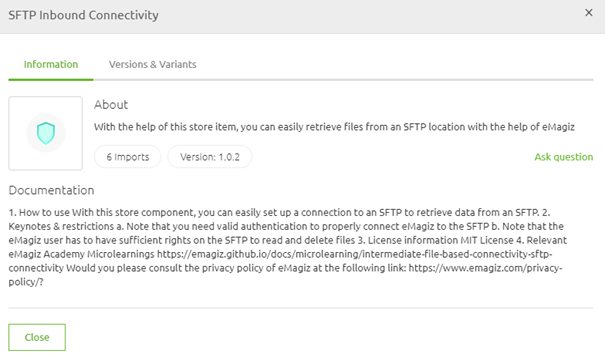 SFTP Inbound Connectivity ×
Information Versions & Variants
About
With the help of this store item, you can easily retrieve files from an SFTP location with the help of eMagiz
6 Imports Version: 1.0.2 Ask question
Documentation
1. How to use With this store component, you can easily set up a connection to an SFTP to retrieve data from an SFTP. 2.
Keynotes & restrictions a. Note that you need valid authentication to properly connect eMagiz to the SFTP b. Note that the
eMagiz user has to have sufficient rights on the SFTP to read and delete files 3. License information MIT License 4. Relevant
eMagiz Academy Microlearnings https://emagiz.github.io/docs/microlearning/intermediate-file-based-connectivity-sftp-
connectivity Would you please consult the privacy policy of eMagiz at the following link: https://www.emagiz.com/privacy-
policy/?
Close